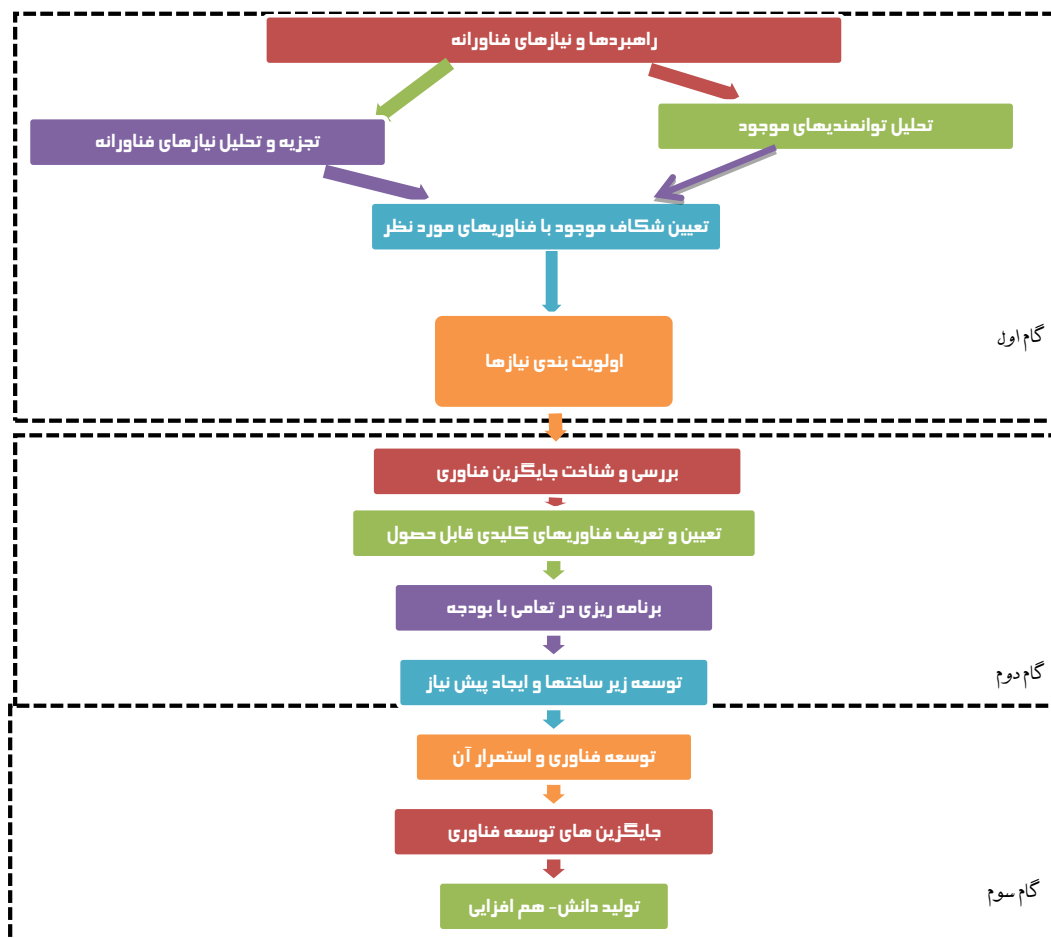 راهبردها و نیازهای فناورانه
تحلیل توانمندیهای موجود
تجزیه و تحلیل نیازهای فناورانه
تعیین شکاف موجود با فناوریهای مورد نظر
اولویت بندی نیازها
گام اول
بررسی و شناخت جایگزین فناوری
تعیین و تعریف فناوریهای کلیدی قابل حصول
برنامه ریزی در تعامی با بودجه
توسعه زیر ساختها و ایجاد پیش نیاز
گام دوم
توسعه فناوری و استمرار آن
جایگزین های توسعه فناوری
تولید دانش- هم افزایی
گام سوم